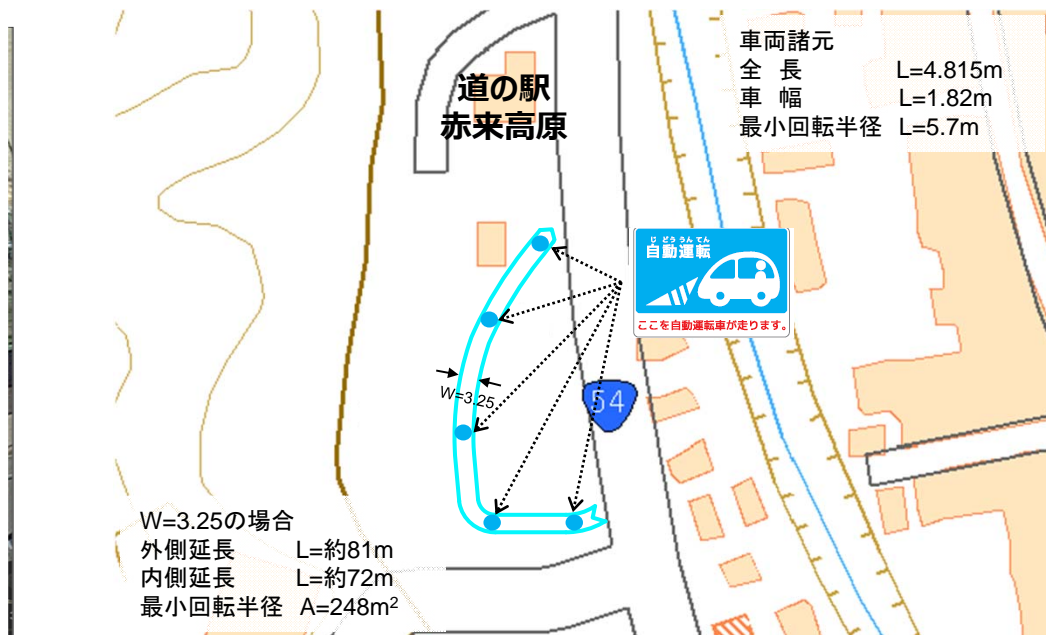 車両諸元
全 長 L=4.815m
車 幅 L=1.82m
最小回転半径 L=5.7m
道の駅
赤来高原
じどううんてん
自動運転
ここを自動運転車が走ります。
W=3.25
54
W=3.25の場合
外側延長 L=約81m
内側延長 L=約72m
最小回転半径 A=248m²